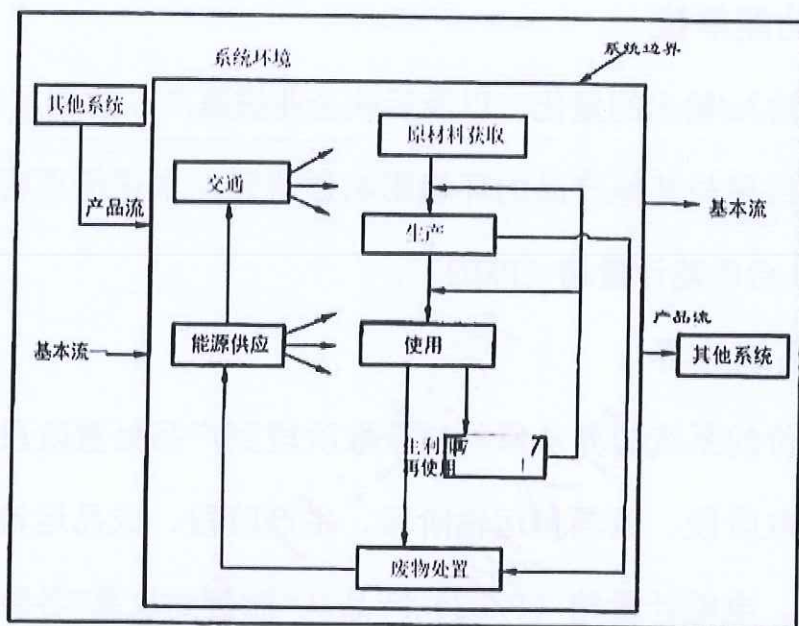 系统环境
系统边界
其他系统
原材料获取
交通
产品流
基本流
生产
产品流
基本流
能源供应
使用
其他系统
再使用
废物处置